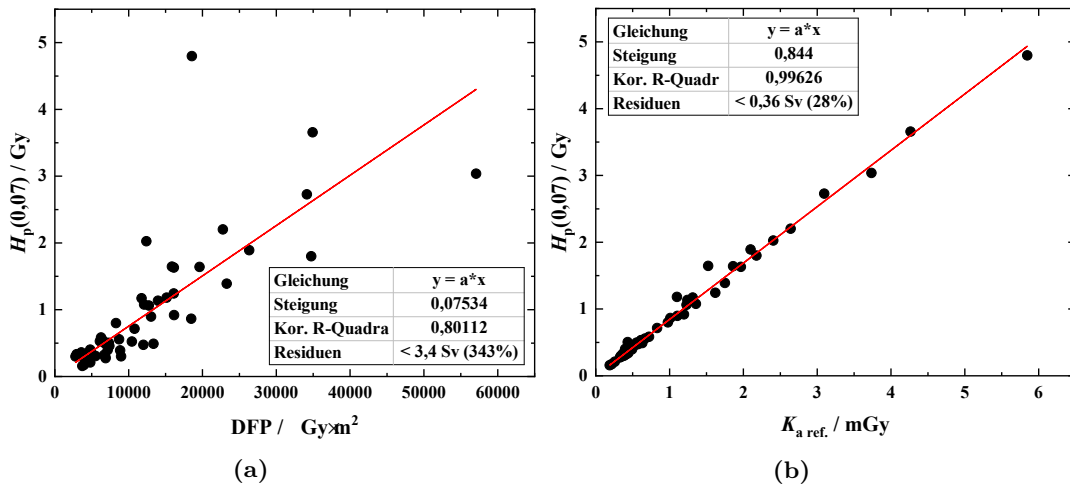 5
4
3
2
1
0
H_p(0,07) / Gy
0 10000 20000 30000 40000 50000 60000
DFP / Gy×m²
Gleichung y = a*x
Steigung 0,07534
Kor. R-Quadra 0,80112
Residuen < 3,4 Sv (343%)
(a)
5
4
3
2
1
0
H_p(0,07) / Gy
0 1 2 3 4 5 6
K_a ref. / mGy
Gleichung y = a*x
Steigung 0,844
Kor. R-Quadr 0,99626
Residuen < 0,36 Sv (28%)
(b)